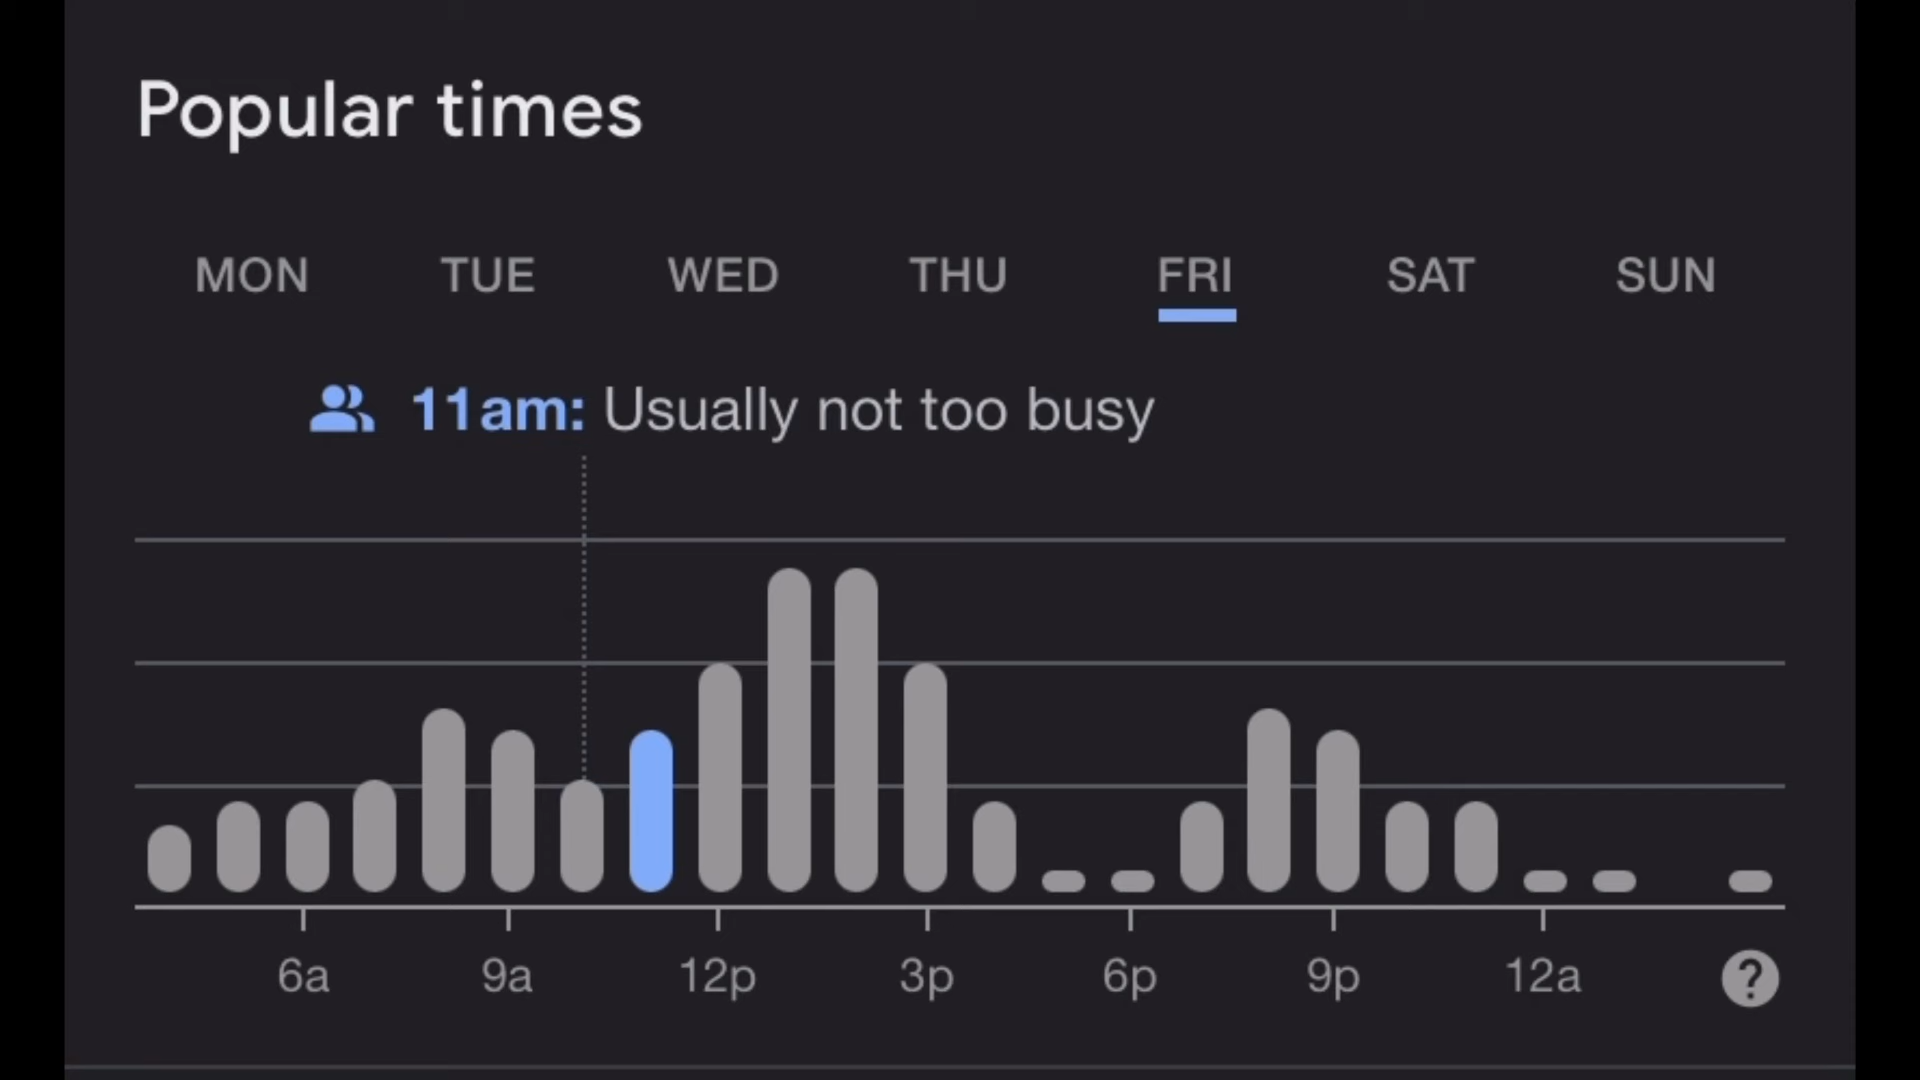 Popular times
MON TUE WED THU FRI SAT SUN
11am: Usually not too busy
6a 9a 12p 3p 6p 9p 12a ?